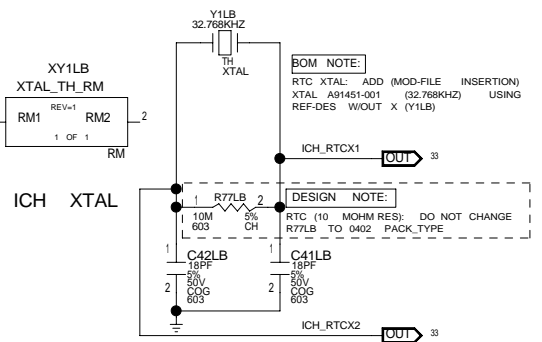 Y1LB
32.768KHZ
TH
XTAL
XY1LB
XTAL_TH_RM
REV=1
RM1 RM2 2
1 OF 1
RM
BOM NOTE:
RTC XTAL: ADD (MOD-FILE INSERTION)
XTAL A91451-001 (32.768KHZ) USING
REF-DES W/OUT X (Y1LB)
ICH_RTCX1 OUT 33
ICH XTAL
1 R77LB 2
10M 5%
603 CH
DESIGN NOTE:
RTC (10 MOHM RES): DO NOT CHANGE
R77LB TO 0402 PACK_TYPE
1 C42LB
18PF
5%
2 50V
COG
603
1 C41LB
18PF
5%
2 50V
COG
603
ICH_RTCX2 OUT 33